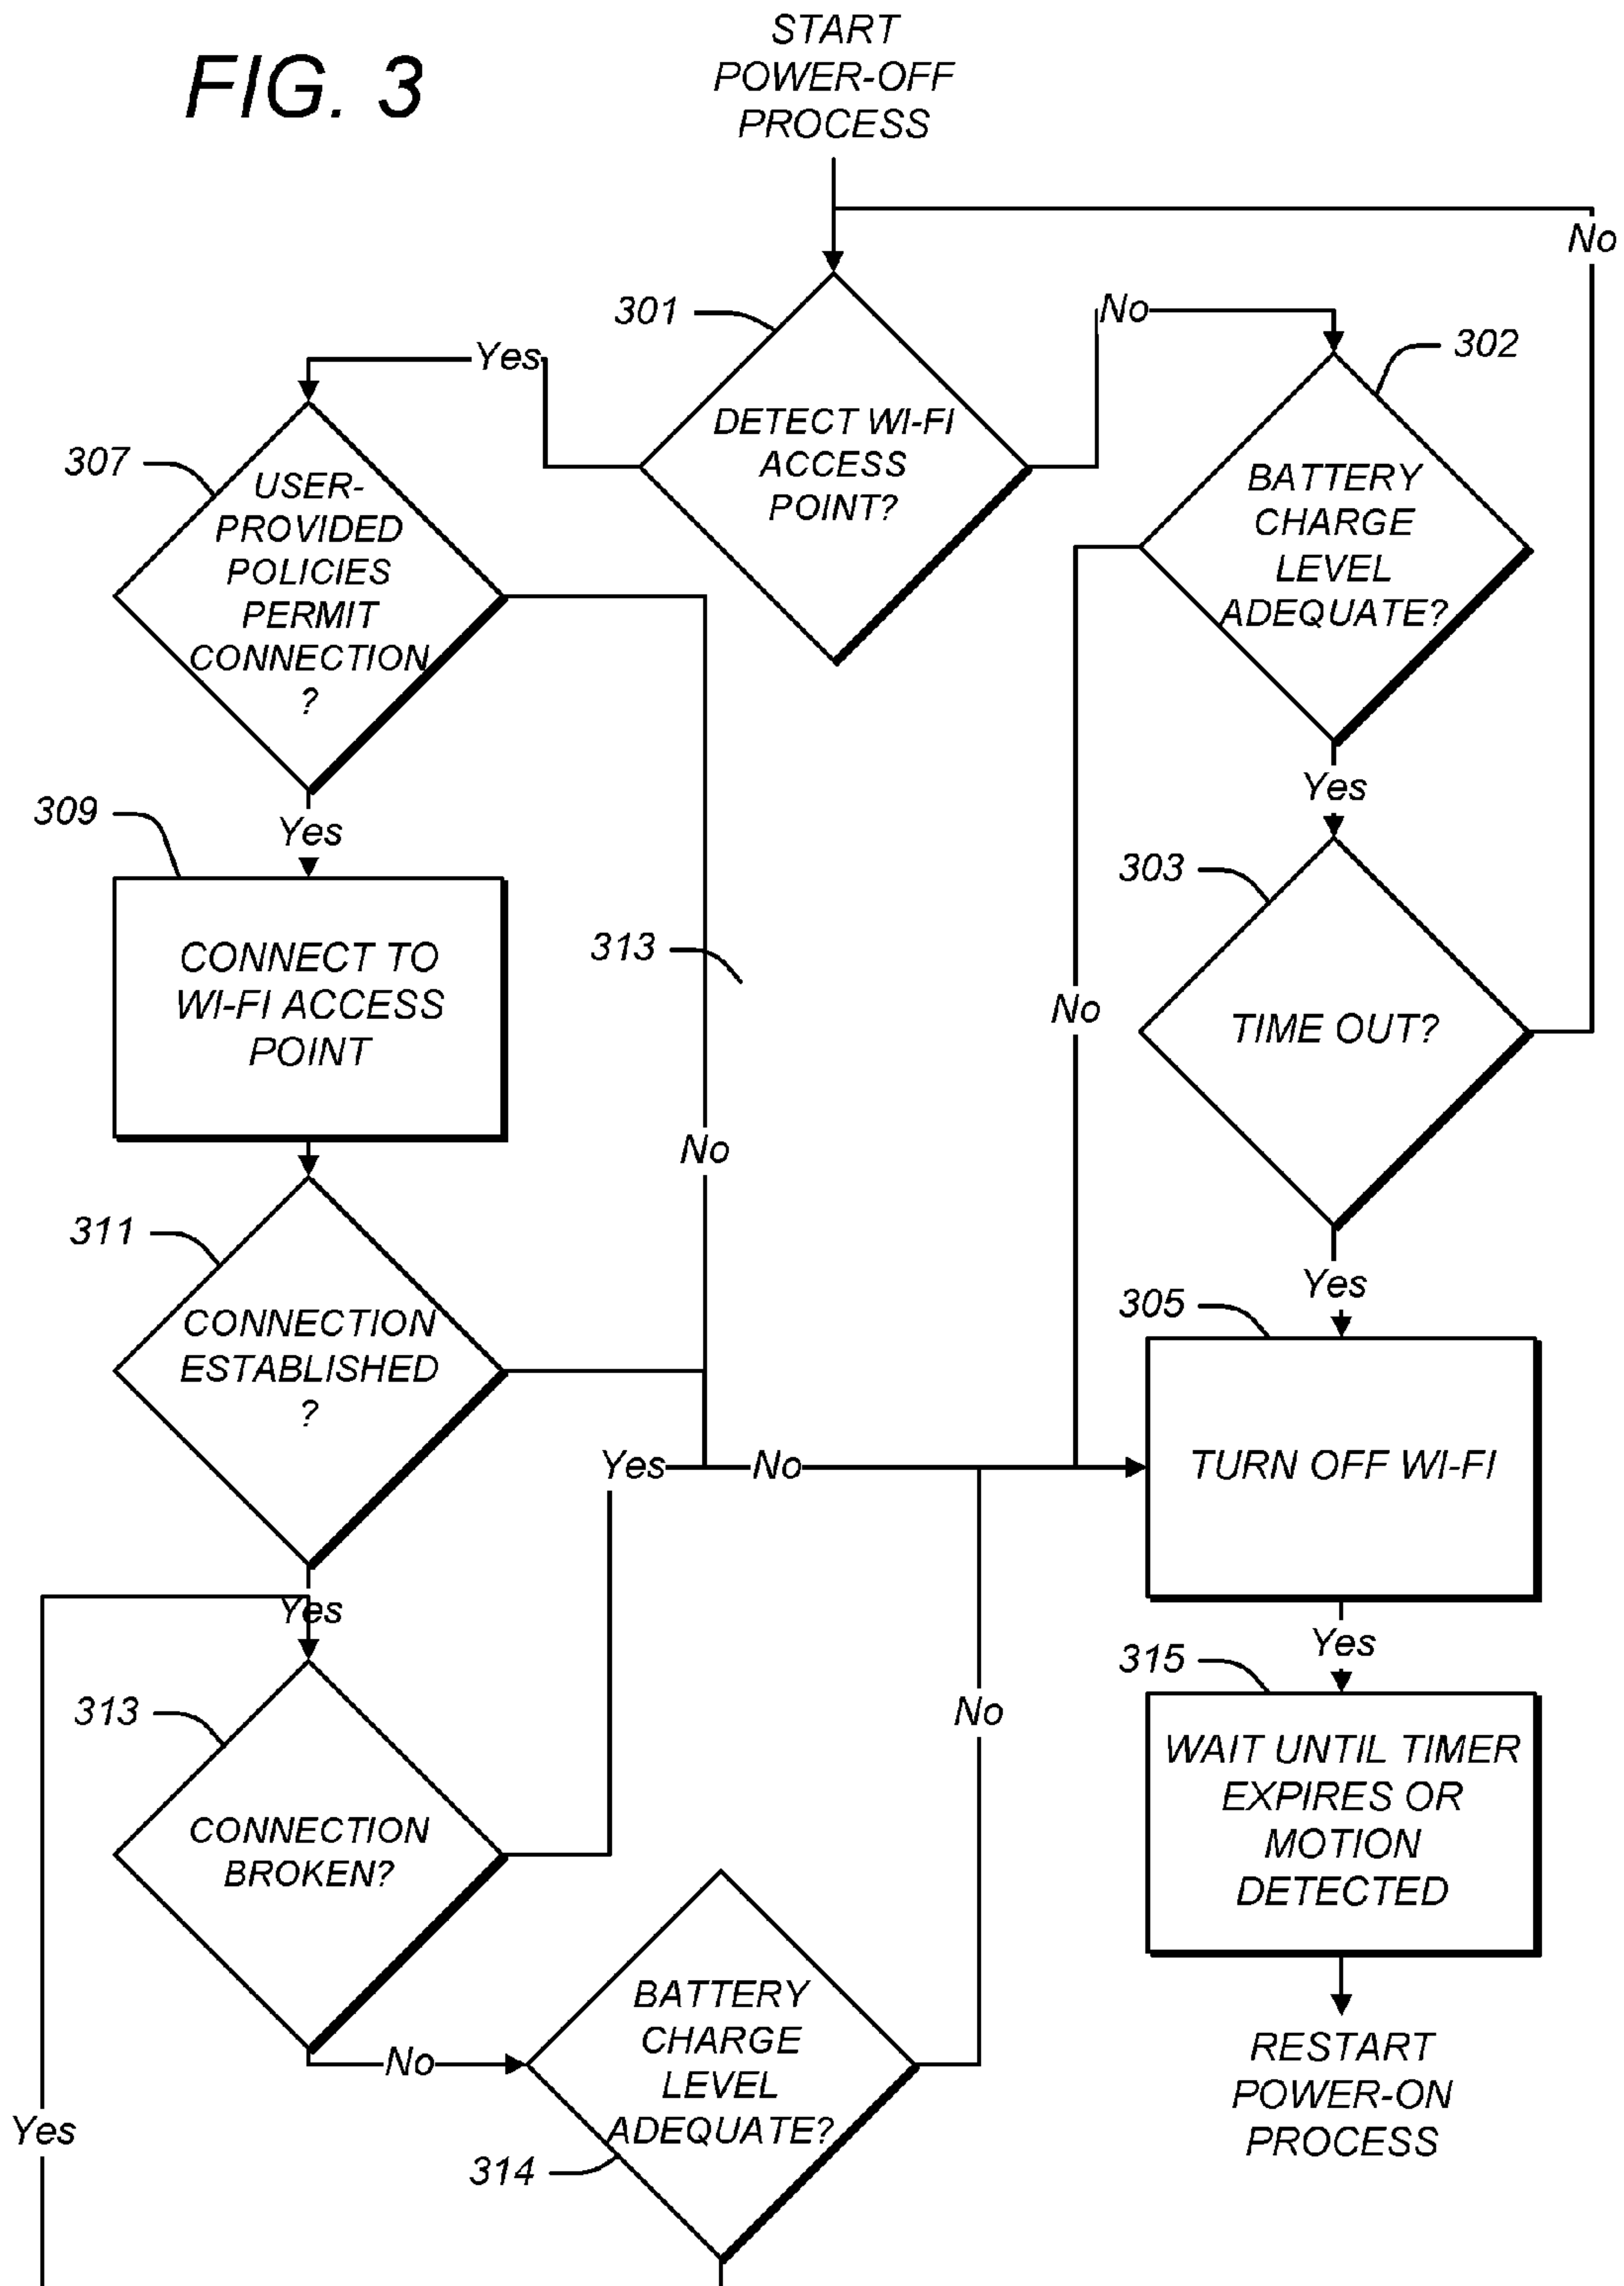 FIG. 3
START
POWER-OFF
PROCESS
No
301
No
302
Yes
DETECT WI-FI
ACCESS
POINT?
307
USER-
PROVIDED
POLICIES
PERMIT
CONNECTION
?
BATTERY
CHARGE
LEVEL
ADEQUATE?
Yes
309
Yes
303
CONNECT TO
WI-FI ACCESS
POINT
313
No
TIME OUT?
No
311
CONNECTION
ESTABLISHED
?
Yes
305
Yes
No
TURN OFF WI-FI
Yes
Yes
315
313
No
CONNECTION
BROKEN?
WAIT UNTIL TIMER
EXPIRES OR
MOTION
DETECTED
No
BATTERY
CHARGE
LEVEL
ADEQUATE?
314
RESTART
POWER-ON
PROCESS
Yes